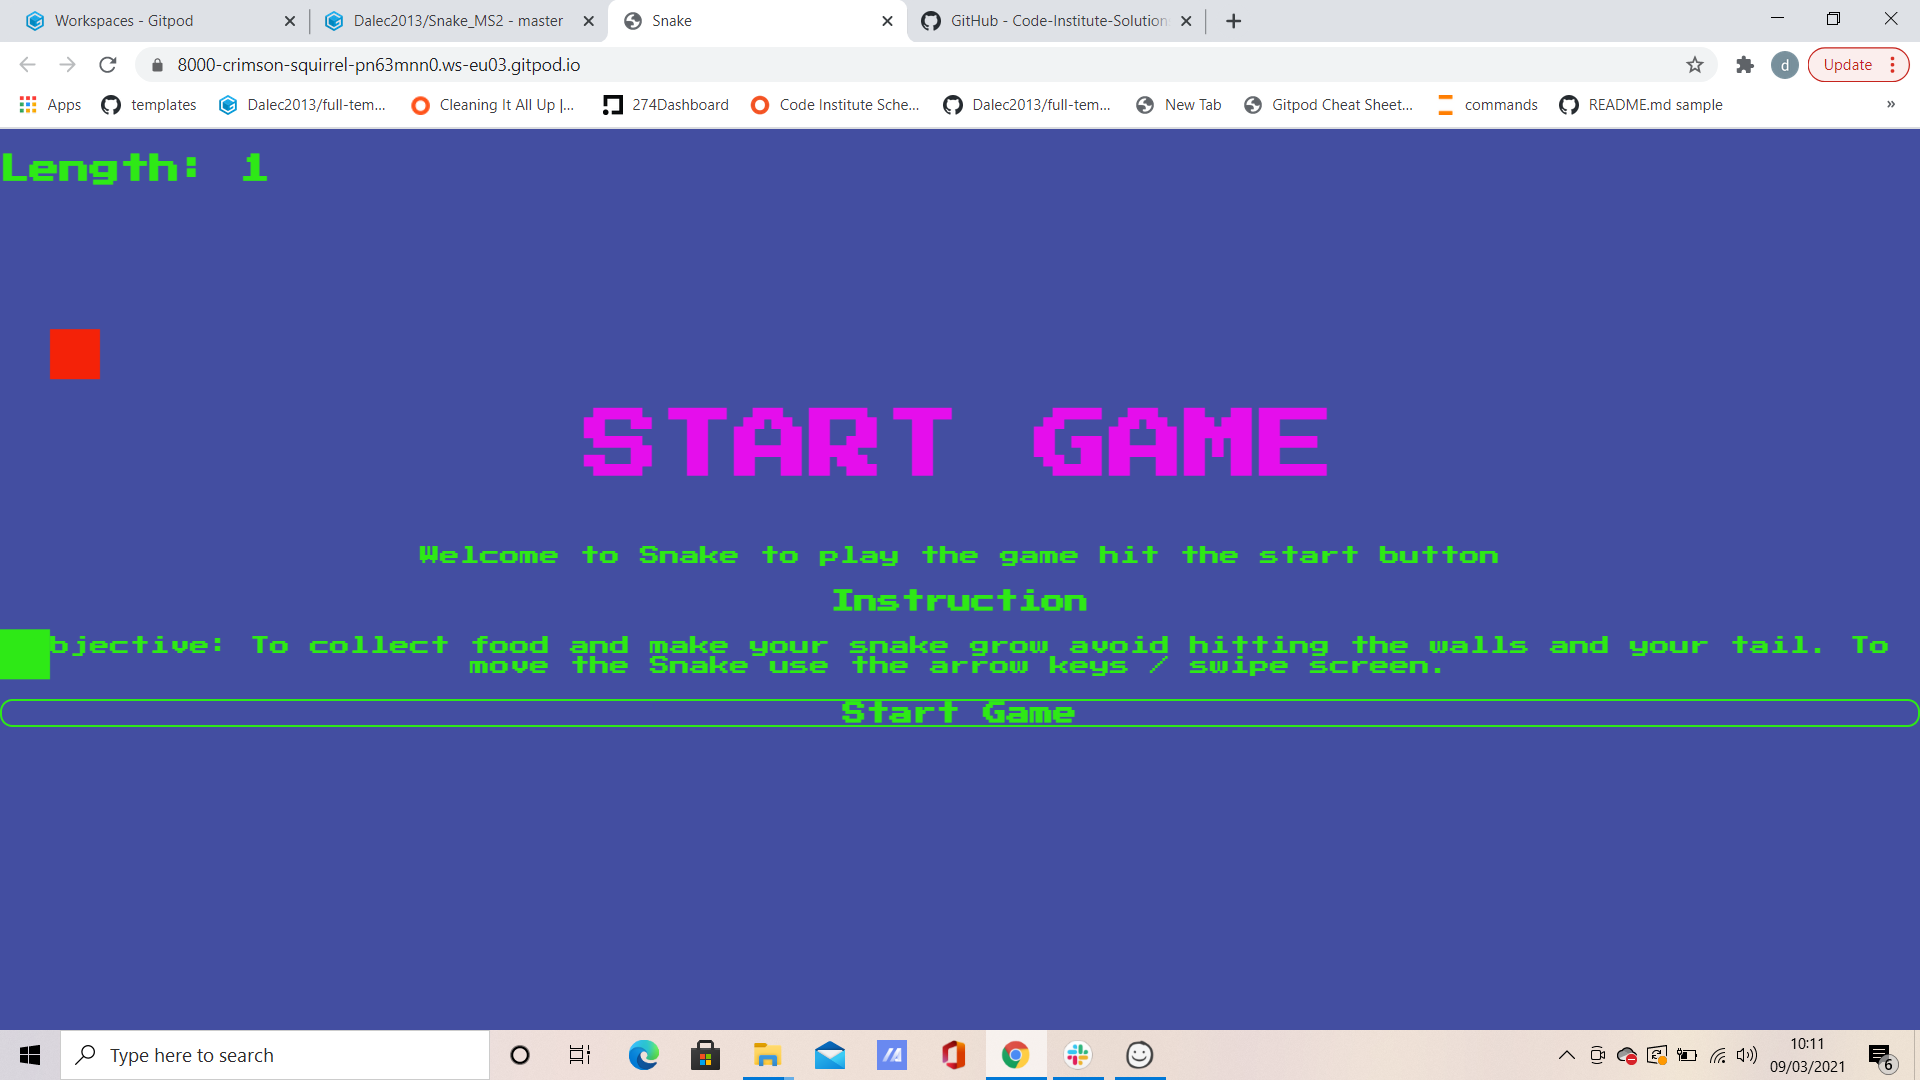 Workspaces - Gitpod
Dalec2013/Snake_MS2 - master
Snake
GitHub - Code-Institute-Solution
8000-crimson-squirrel-pn63mnn0.ws-eu03.gitpod.io
d
Update
Apps
templates
Dalec2013/full-tem...
Cleaning It All Up |...
274Dashboard
Code Institute Sche...
Dalec2013/full-tem...
New Tab
Gitpod Cheat Sheet...
commands
README.md sample
»
Length: 1
START GAME
Welcome to Snake to play the game hit the start button
Instruction
bjective: To collect food and make your snake grow avoid hitting the walls and your tail. To
move the Snake use the arrow keys / swipe screen.
Start Game
Type here to search
10:11
09/03/2021
6